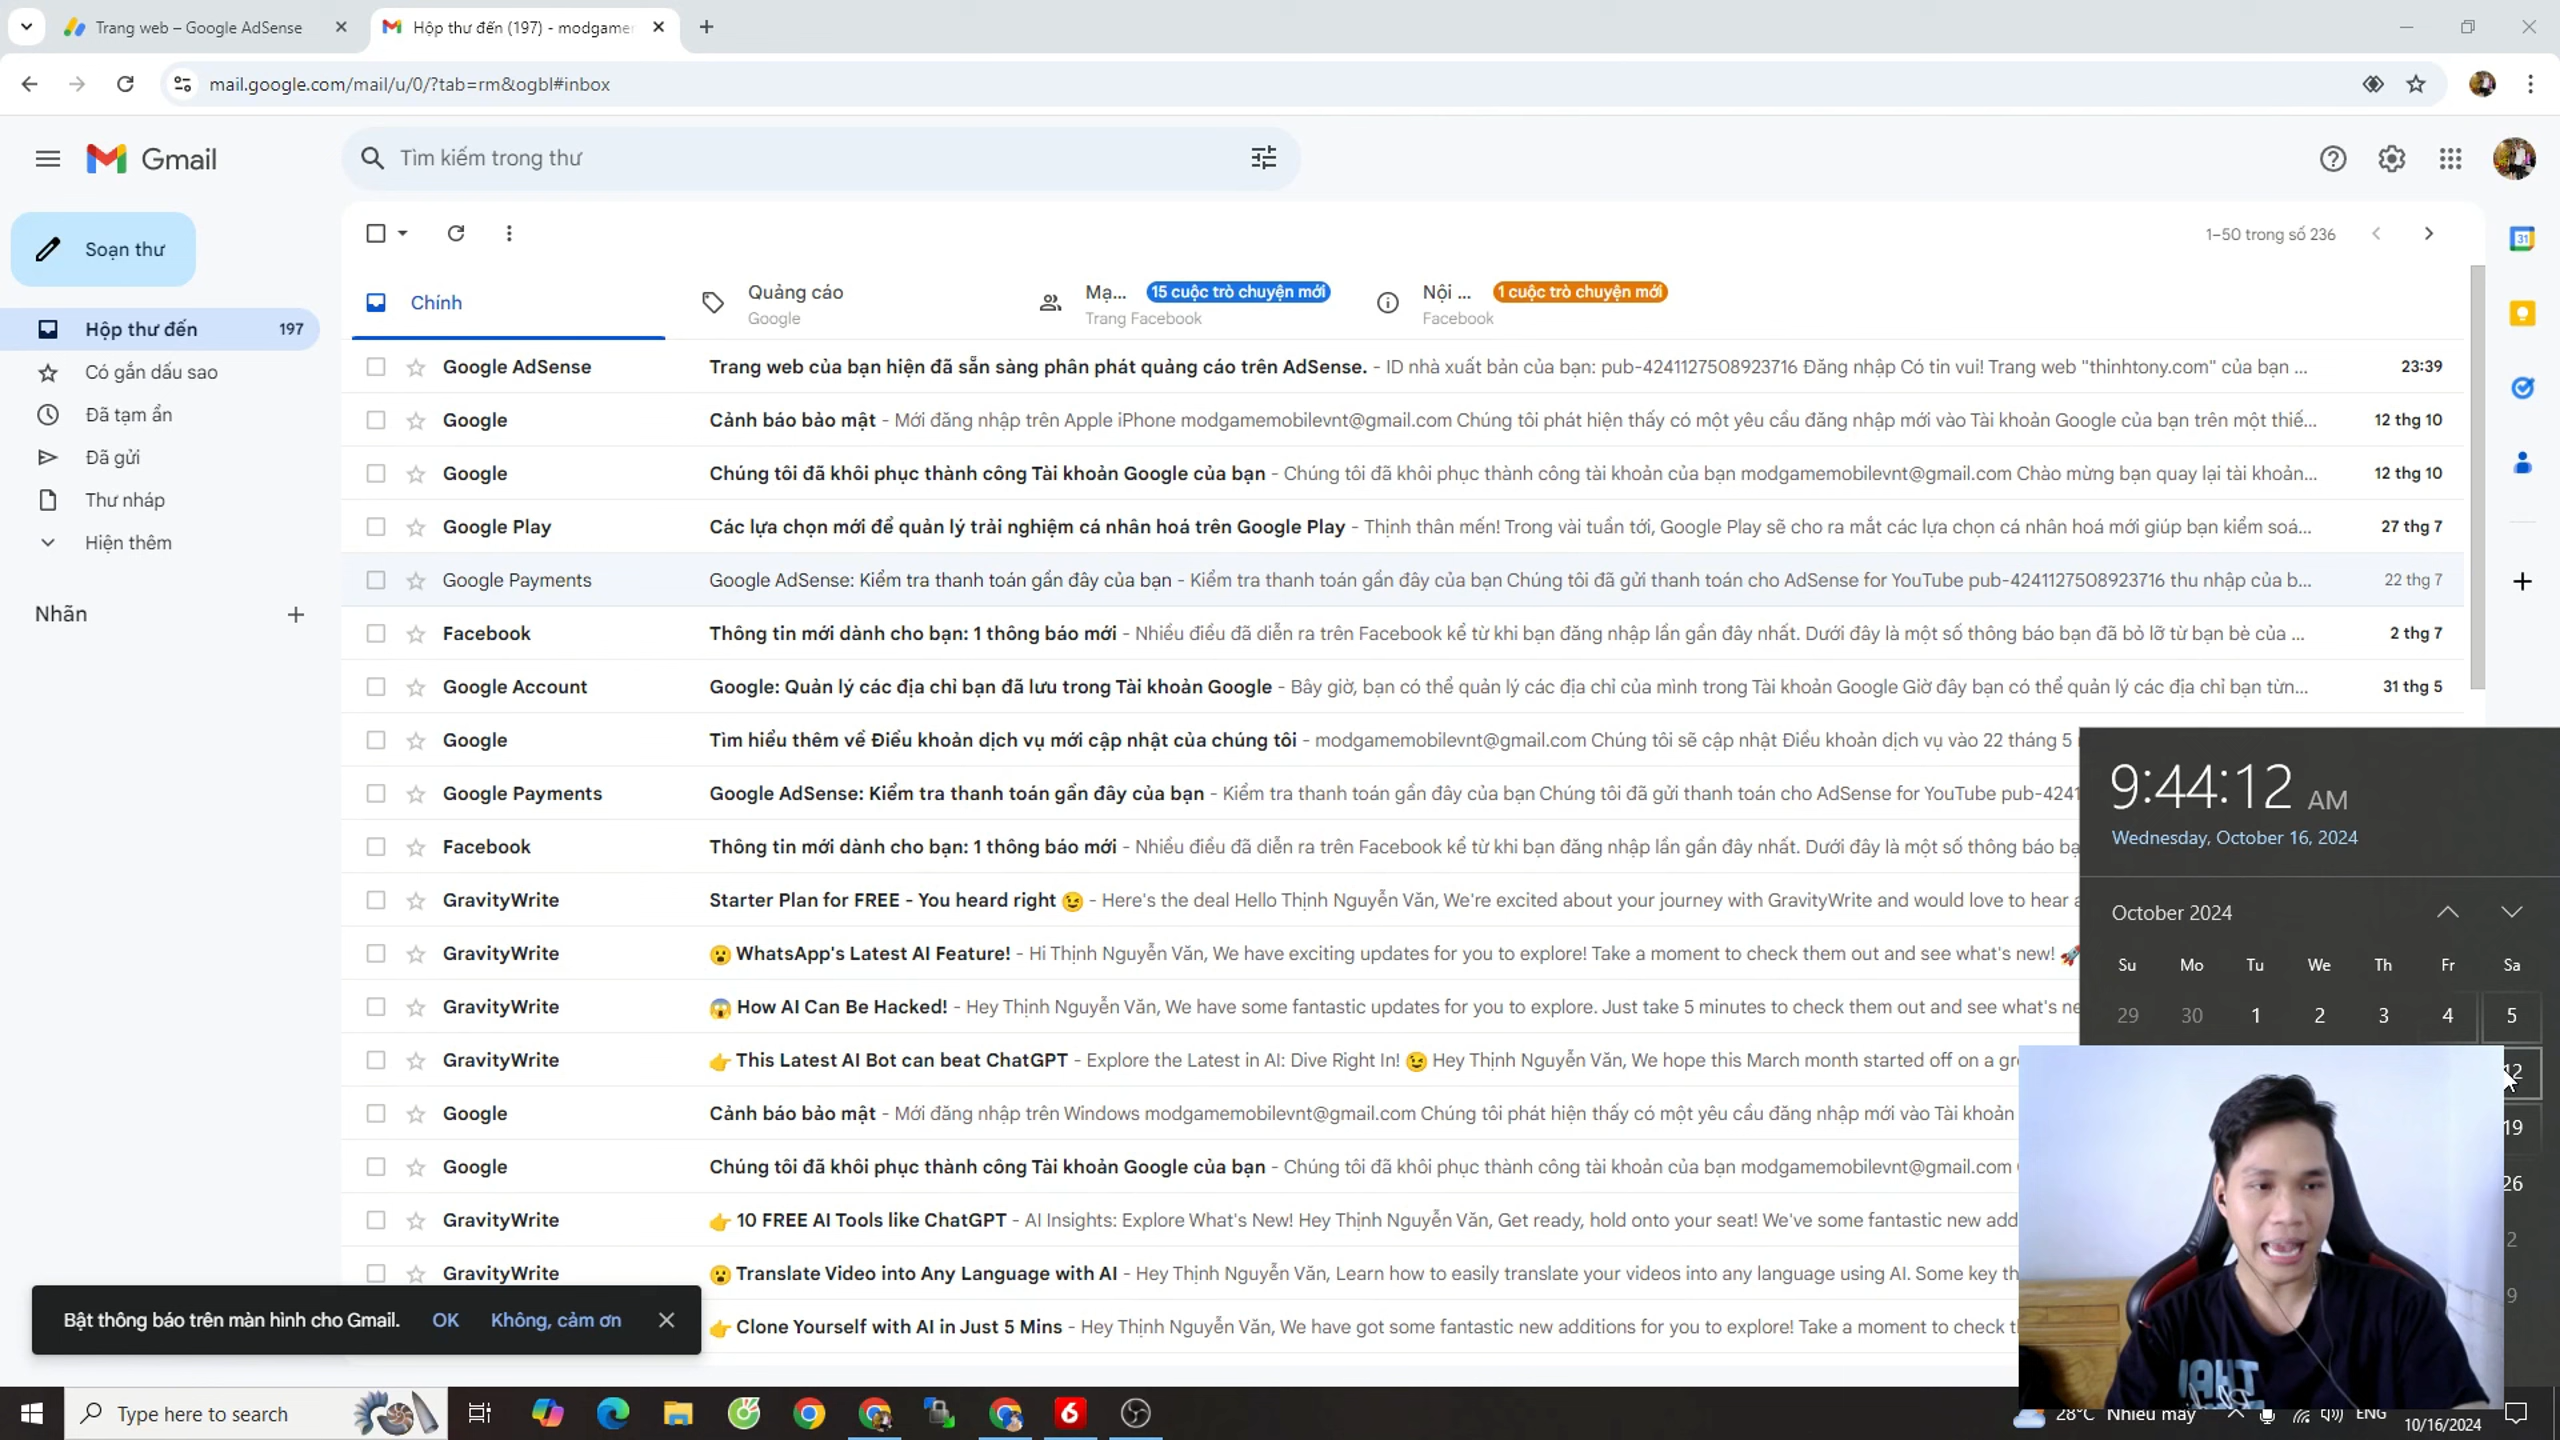 Trang web – Google AdSense
Hộp thư đến (197) - modgamer
mail.google.com/mail/u/0/?tab=rm&ogbl#inbox
Gmail
Tìm kiếm trong thư
Soạn thư
1–50 trong số 236
Chính
Quảng cáo
Google
Mạ... 15 cuộc trò chuyện mới
Trang Facebook
Nội ... 1 cuộc trò chuyện mới
Facebook
Hộp thư đến 197
Có gắn dấu sao
Đã tạm ẩn
Đã gửi
Thư nháp
Hiện thêm
Nhãn
Google AdSense Trang web của bạn hiện đã sẵn sàng phân phát quảng cáo trên AdSense. - ID nhà xuất bản của bạn: pub-4241127508923716 Đăng nhập Có tin vui! Trang web "thinhtony.com" của bạn ... 23:39
Google Cảnh báo bảo mật - Mới đăng nhập trên Apple iPhone modgamemobilevnt@gmail.com Chúng tôi phát hiện thấy có một yêu cầu đăng nhập mới vào Tài khoản Google của bạn trên một thiế... 12 thg 10
Google Chúng tôi đã khôi phục thành công Tài khoản Google của bạn - Chúng tôi đã khôi phục thành công tài khoản của bạn modgamemobilevnt@gmail.com Chào mừng bạn quay lại tài khoản... 12 thg 10
Google Play Các lựa chọn mới để quản lý trải nghiệm cá nhân hoá trên Google Play - Thịnh thân mến! Trong vài tuần tới, Google Play sẽ cho ra mắt các lựa chọn cá nhân hoá mới giúp bạn kiểm soá... 27 thg 7
Google Payments Google AdSense: Kiểm tra thanh toán gần đây của bạn - Kiểm tra thanh toán gần đây của bạn Chúng tôi đã gửi thanh toán cho AdSense for YouTube pub-4241127508923716 thu nhập của b... 22 thg 7
Facebook Thông tin mới dành cho bạn: 1 thông báo mới - Nhiều điều đã diễn ra trên Facebook kể từ khi bạn đăng nhập lần gần đây nhất. Dưới đây là một số thông báo bạn đã bỏ lỡ từ bạn bè của ... 2 thg 7
Google Account Google: Quản lý các địa chỉ bạn đã lưu trong Tài khoản Google - Bây giờ, bạn có thể quản lý các địa chỉ của mình trong Tài khoản Google Giờ đây bạn có thể quản lý các địa chỉ bạn từn... 31 thg 5
Google Tìm hiểu thêm về Điều khoản dịch vụ mới cập nhật của chúng tôi - modgamemobilevnt@gmail.com Chúng tôi sẽ cập nhật Điều khoản dịch vụ vào 22 tháng 5
Google Payments Google AdSense: Kiểm tra thanh toán gần đây của bạn - Kiểm tra thanh toán gần đây của bạn Chúng tôi đã gửi thanh toán cho AdSense for YouTube pub-4241
Facebook Thông tin mới dành cho bạn: 1 thông báo mới - Nhiều điều đã diễn ra trên Facebook kể từ khi bạn đăng nhập lần gần đây nhất. Dưới đây là một số thông báo bạ
GravityWrite Starter Plan for FREE - You heard right 😉 - Here's the deal Hello Thịnh Nguyễn Văn, We're excited about your journey with GravityWrite and would love to hear a
GravityWrite 😮 WhatsApp's Latest AI Feature! - Hi Thịnh Nguyễn Văn, We have exciting updates for you to explore! Take a moment to check them out and see what's new! 🚀
GravityWrite 😱 How AI Can Be Hacked! - Hey Thịnh Nguyễn Văn, We have some fantastic updates for you to explore. Just take 5 minutes to check them out and see what's ne
GravityWrite 👉 This Latest AI Bot can beat ChatGPT - Explore the Latest in AI: Dive Right In! 😉 Hey Thịnh Nguyễn Văn, We hope this March month started off on a gr
Google Cảnh báo bảo mật - Mới đăng nhập trên Windows modgamemobilevnt@gmail.com Chúng tôi phát hiện thấy có một yêu cầu đăng nhập mới vào Tài khoản
Google Chúng tôi đã khôi phục thành công Tài khoản Google của bạn - Chúng tôi đã khôi phục thành công tài khoản của bạn modgamemobilevnt@gmail.com
GravityWrite 👉 10 FREE AI Tools like ChatGPT - AI Insights: Explore What's New! Hey Thịnh Nguyễn Văn, Get ready, hold onto your seat! We've some fantastic new add
GravityWrite 😮 Translate Video into Any Language with AI - Hey Thịnh Nguyễn Văn, Learn how to easily translate your videos into any language using AI. Some key th
👉 Clone Yourself with AI in Just 5 Mins - Hey Thịnh Nguyễn Văn, We have got some fantastic new additions for you to explore! Take a moment to check t
Bật thông báo trên màn hình cho Gmail. OK Không, cảm ơn
9:44:12 AM
Wednesday, October 16, 2024
October 2024
Su Mo Tu We Th Fr Sa
29 30 1 2 3 4 5
12
19
26
2
9
THAI
Type here to search
28°C Nhiều mây
ENG
10/16/2024
31
6